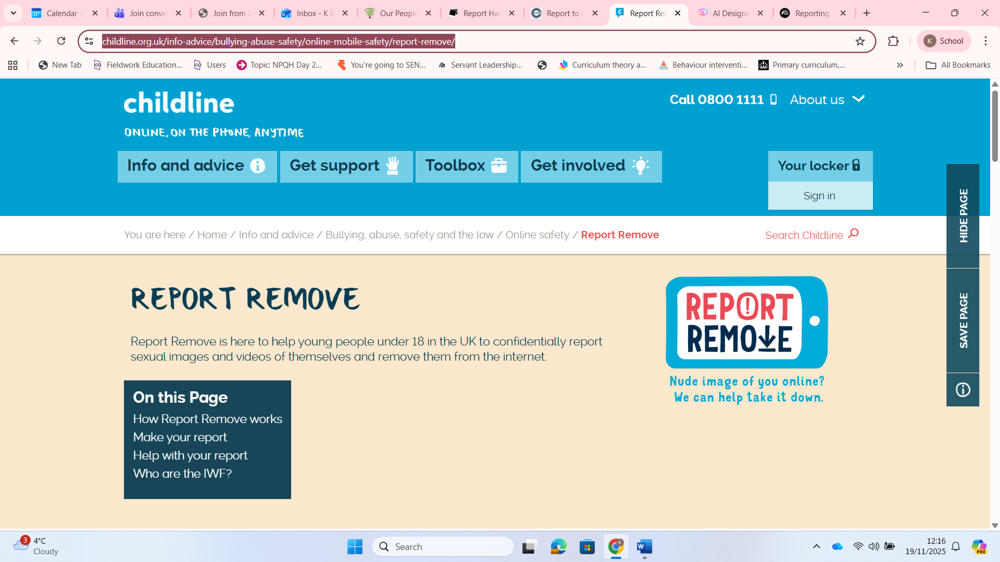 Calendar -
Join conve
Join from 2
Inbox - K E
Our People
Report Har
Report to C
Report Rem
AI Designe
Reporting
childline.org.uk/info-advice/bullying-abuse-safety/online-mobile-safety/report-remove/
K School
New Tab
Fieldwork Education...
Users
Topic: NPQH Day 2...
You're going to SEN...
Servant Leadership...
Curriculum theory a...
Behaviour interventi...
Primary curriculum,...
All Bookmarks
childline
ONLINE, ON THE PHONE, ANYTIME
Call 0800 1111
About us
Info and advice
Get support
Toolbox
Get involved
Your locker
Sign in
HIDE PAGE
SAVE PAGE
You are here / Home / Info and advice / Bullying, abuse, safety and the law / Online safety / Report Remove
Search Childline
REPORT REMOVE
Report Remove is here to help young people under 18 in the UK to confidentially report
sexual images and videos of themselves and remove them from the internet.
REPORT
REMOVE
Nude image of you online?
We can help take it down.
On this Page
How Report Remove works
Make your report
Help with your report
Who are the IWF?
3
4°C
Cloudy
Search
12:16
19/11/2025
PRE